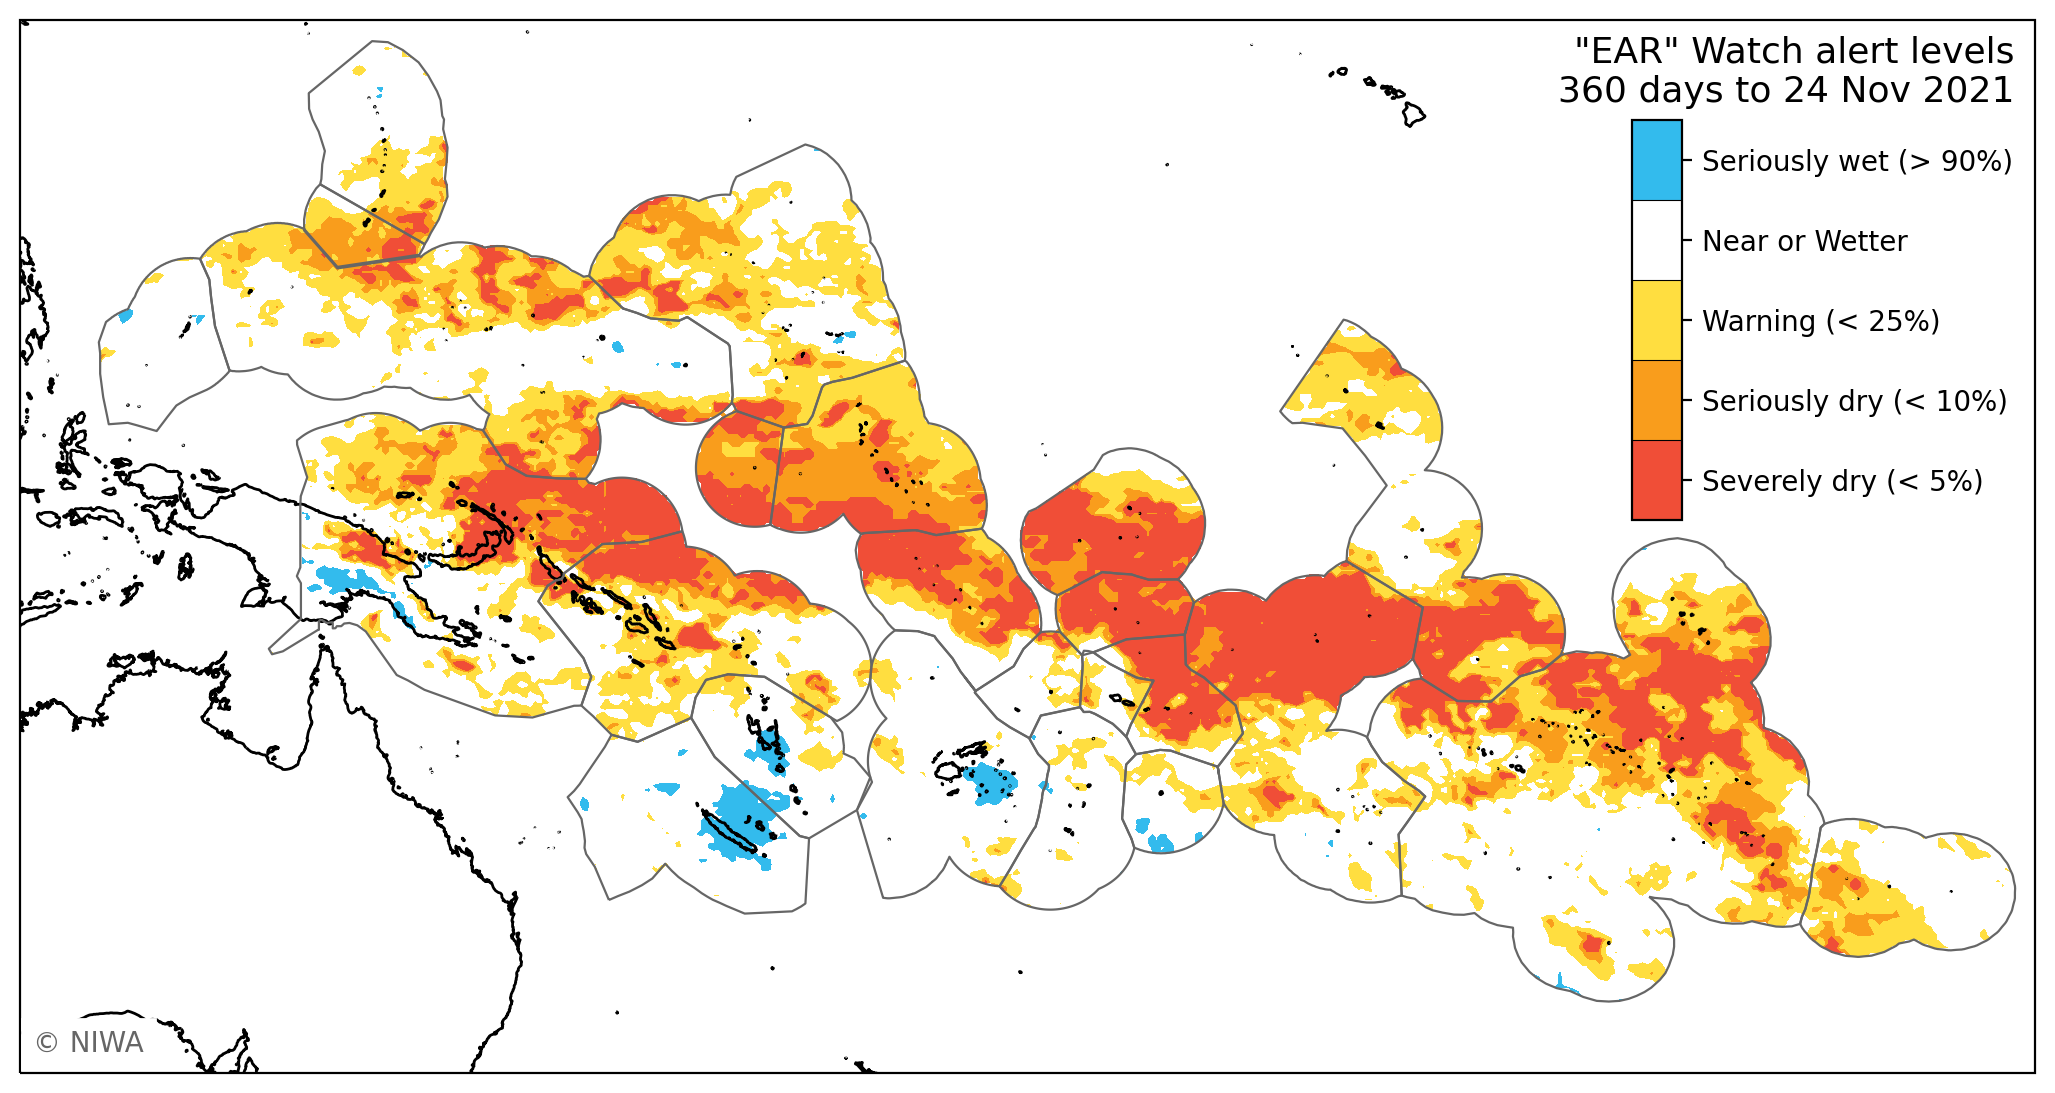 "EAR" Watch alert levels
360 days to 24 Nov 2021
Seriously wet (> 90%)
Near or Wetter
Warning (< 25%)
Seriously dry (< 10%)
Severely dry (< 5%)
© NIWA